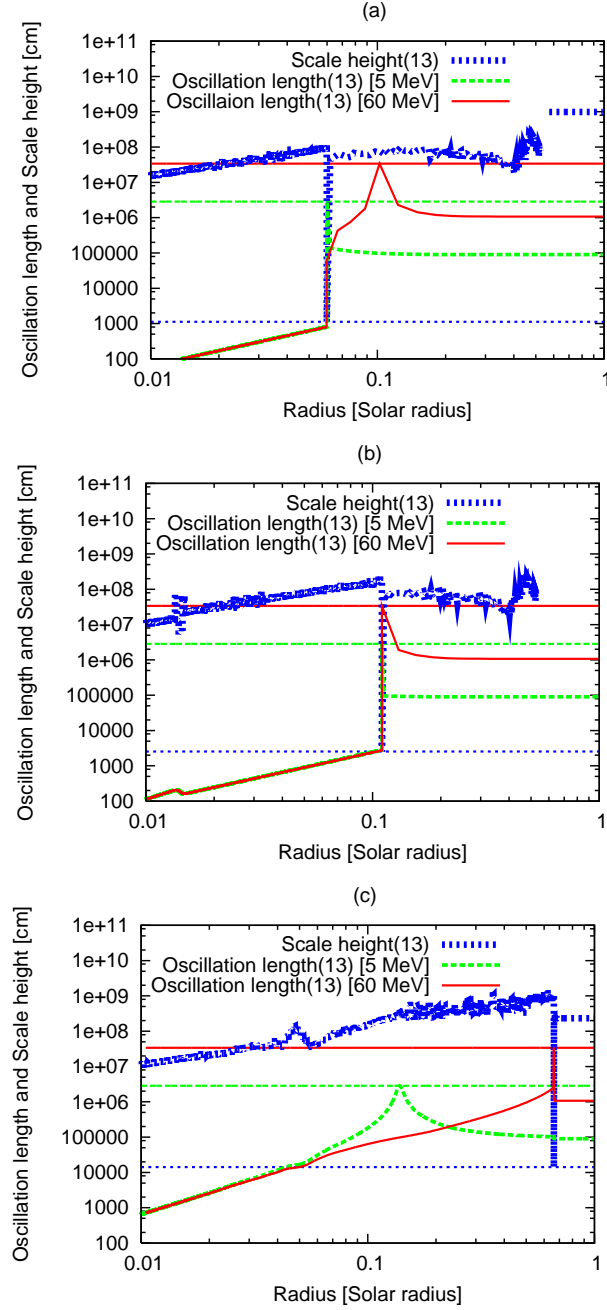 (a)
Oscillation length and Scale height [cm]
1e+11
1e+10
1e+09
1e+08
1e+07
1e+06
100000
10000
1000
100
Scale height(13)
Oscillation length(13) [5 MeV]
Oscillaion length(13) [60 MeV]
0.01 0.1 1
Radius [Solar radius]
(b)
Oscillation length and Scale height [cm]
1e+11
1e+10
1e+09
1e+08
1e+07
1e+06
100000
10000
1000
100
Scale height(13)
Oscillation length(13) [5 MeV]
Oscillation length(13) [60 MeV]
0.01 0.1 1
Radius [Solar radius]
(c)
Oscillation length and Scale height [cm]
1e+11
1e+10
1e+09
1e+08
1e+07
1e+06
100000
10000
1000
100
Scale height(13)
Oscillation length(13) [5 MeV]
Oscillation length(13) [60 MeV]
0.01 0.1 1
Radius [Solar radius]